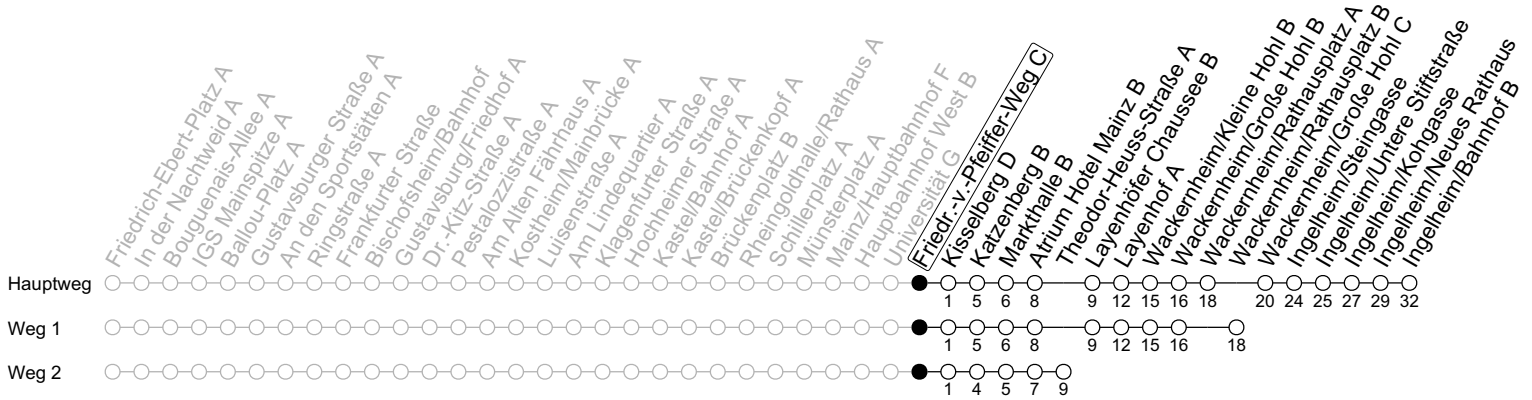 Friedrich-Ebert-Platz A
In der Nachtweid A
Bouguenais-Allee A
IGS Mainspitze A
Ballou-Platz A
Gustavsburger Straße A
An den Sportstätten A
Ringstraße A
Frankfurter Straße
Bischofsheim/Bahnhof
Gustavsburg/Friedhof A
Dr.-Kitz-Straße A
Pestalozzistraße A
Am Alten Fährhaus A
Kostheim/Mainbrücke A
Luisenstraße A
Am Lindequartier A
Klagenfurter Straße A
Hochheimer Straße A
Kastel/Bahnhof A
Kastel/Brückenkopf A
Brückenplatz B
Rheingoldhalle/Rathaus A
Schillerplatz A
Münsterplatz A
Mainz/Hauptbahnhof F
Hauptbahnhof West B
Universität G
Friedr.-v.-Pfeiffer-Weg C
Kisselberg D
Katzenberg B
Markthalle B
Atrium Hotel Mainz B
Theodor-Heuss-Straße A
Layenhöfer Chaussee B
Layenhof A
Wackernheim/Kleine Hohl B
Wackernheim/Große Hohl B
Wackernheim/Rathausplatz A
Wackernheim/Rathausplatz B
Wackernheim/Große Hohl C
Ingelheim/Steingasse
Ingelheim/Untere Stiftstraße
Ingelheim/Kohgasse
Ingelheim/Neues Rathaus
Ingelheim/Bahnhof B
Hauptweg
1 5 6 8 9 12 15 16 18 20 24 25 27 29 32
Weg 1
1 5 6 8 9 12 15 16 18
Weg 2
1 4 5 7 9